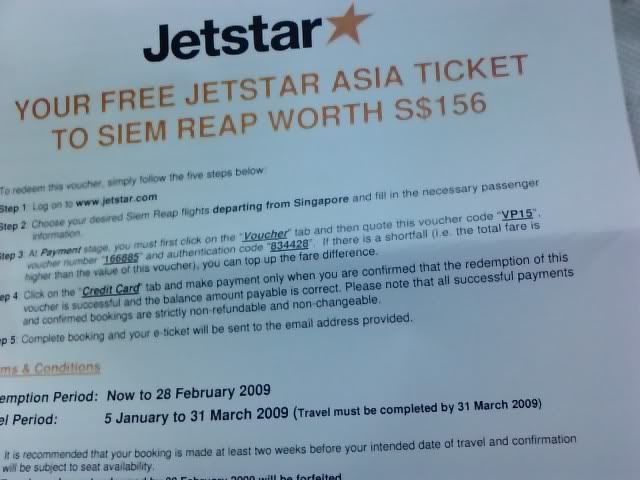 Jetstar
YOUR FREE JETSTAR ASIA TICKET
TO SIEM REAP WORTH S$156
To redeem this voucher, simply follow the five steps below:
Step 1: Log on to www.jetstar.com
Step 2: Choose your desired Siem Reap flights departing from Singapore and fill in the necessary passenger
information.
Step 3: At Payment stage, you must first click on the "Voucher" tab and then quote this voucher code "VP15",
voucher number "166885" and authentication code "834428". If there is a shortfall (i.e. the total fare is
higher than the value of this voucher), you can top up the fare difference.
ep 4: Click on the "Credit Card" tab and make payment only when you are confirmed that the redemption of this
voucher is successful and the balance amount payable is correct. Please note that all successful payments
and confirmed bookings are strictly non-refundable and non-changeable.
p 5: Complete booking and your e-ticket will be sent to the email address provided.
ms & Conditions
emption Period: Now to 28 February 2009
el Period: 5 January to 31 March 2009 (Travel must be completed by 31 March 2009)
It is recommended that your booking is made at least two weeks before your intended date of travel and confirmation
will be subject to seat availability.
28 February 2009 will be forfeited